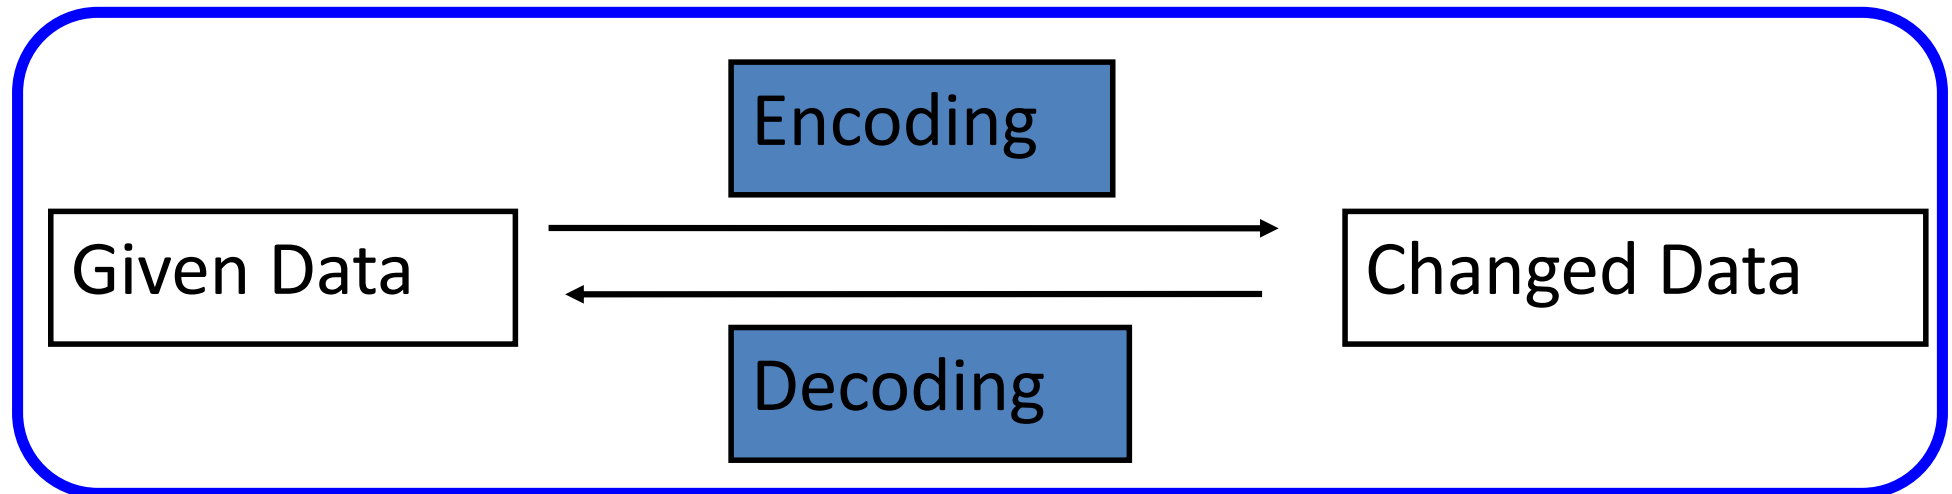 Encoding
Given Data
Changed Data
Decoding